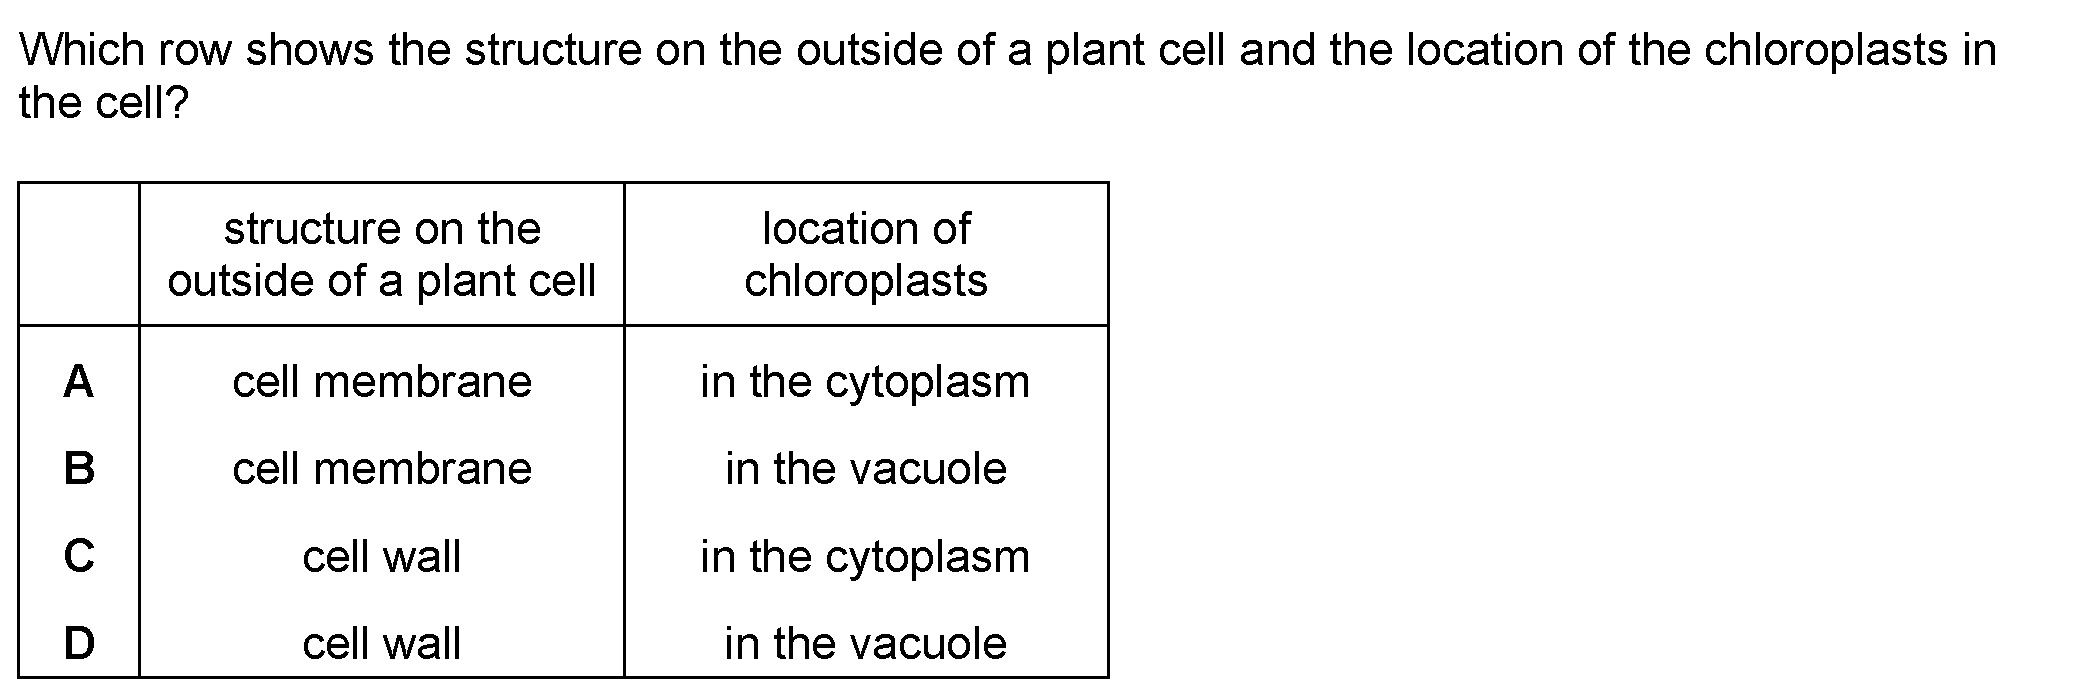 Which row shows the structure on the outside of a plant cell and the location of the chloroplasts in
the cell?
structure on the
outside of a plant cell
location of
chloroplasts
A cell membrane in the cytoplasm
B cell membrane in the vacuole
C cell wall in the cytoplasm
D cell wall in the vacuole